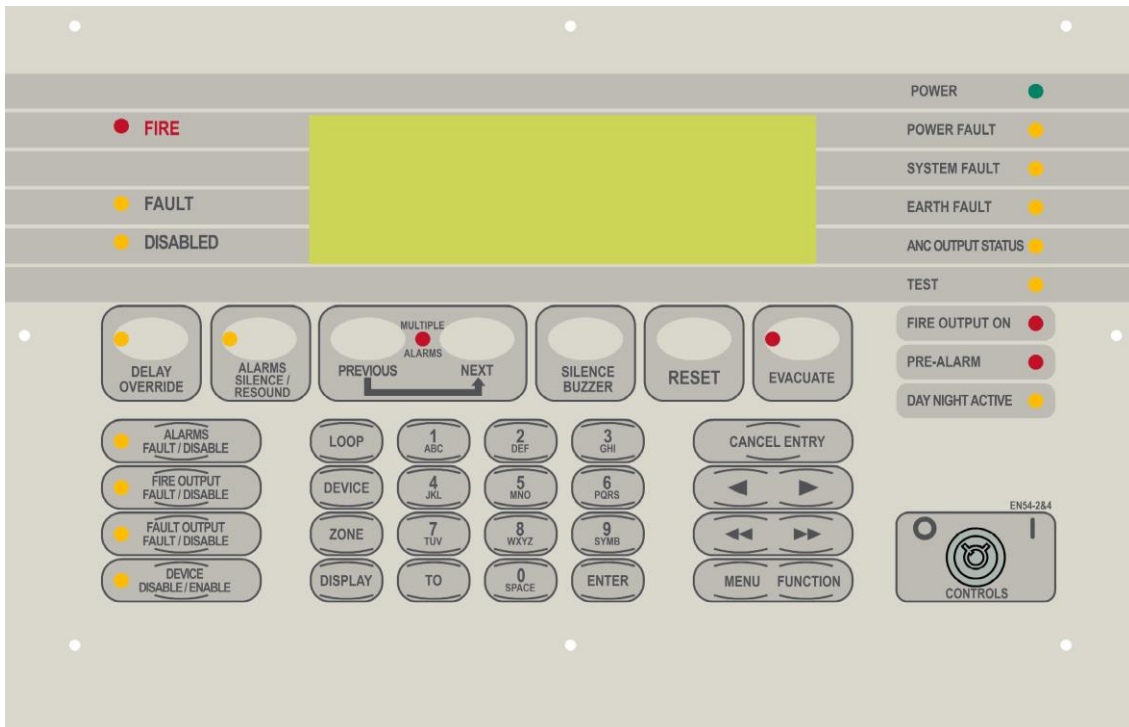 POWER
FIRE
POWER FAULT
SYSTEM FAULT
FAULT
EARTH FAULT
DISABLED
ANC OUTPUT STATUS
TEST
FIRE OUTPUT ON
PRE-ALARM
DAY NIGHT ACTIVE
DELAY
OVERRIDE
ALARMS
SILENCE /
RESOUND
MULTIPLE
ALARMS
PREVIOUS
NEXT
SILENCE
BUZZER
RESET
EVACUATE
ALARMS
FAULT / DISABLE
LOOP
1
ABC
2
DEF
3
GHI
CANCEL ENTRY
FIRE OUTPUT
FAULT / DISABLE
DEVICE
4
JKL
5
MNO
6
PQRS
FAULT OUTPUT
FAULT / DISABLE
ZONE
7
TUV
8
WXYZ
9
SYMB
DEVICE
DISABLE / ENABLE
DISPLAY
TO
0
SPACE
ENTER
MENU FUNCTION
EN54-2&4
O I
CONTROLS